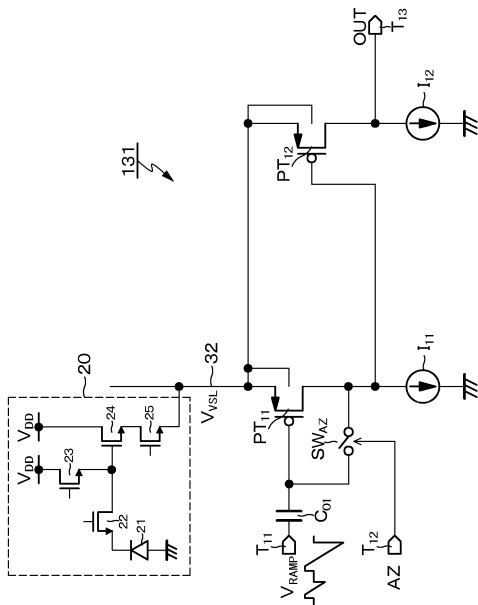 131
OUT
T13
I12
PT12
20
VDD
VDD
24
25
23
22
21
VVSL
32
PT11
I11
SWAZ
C01
T11
VRAMP
T12
AZ